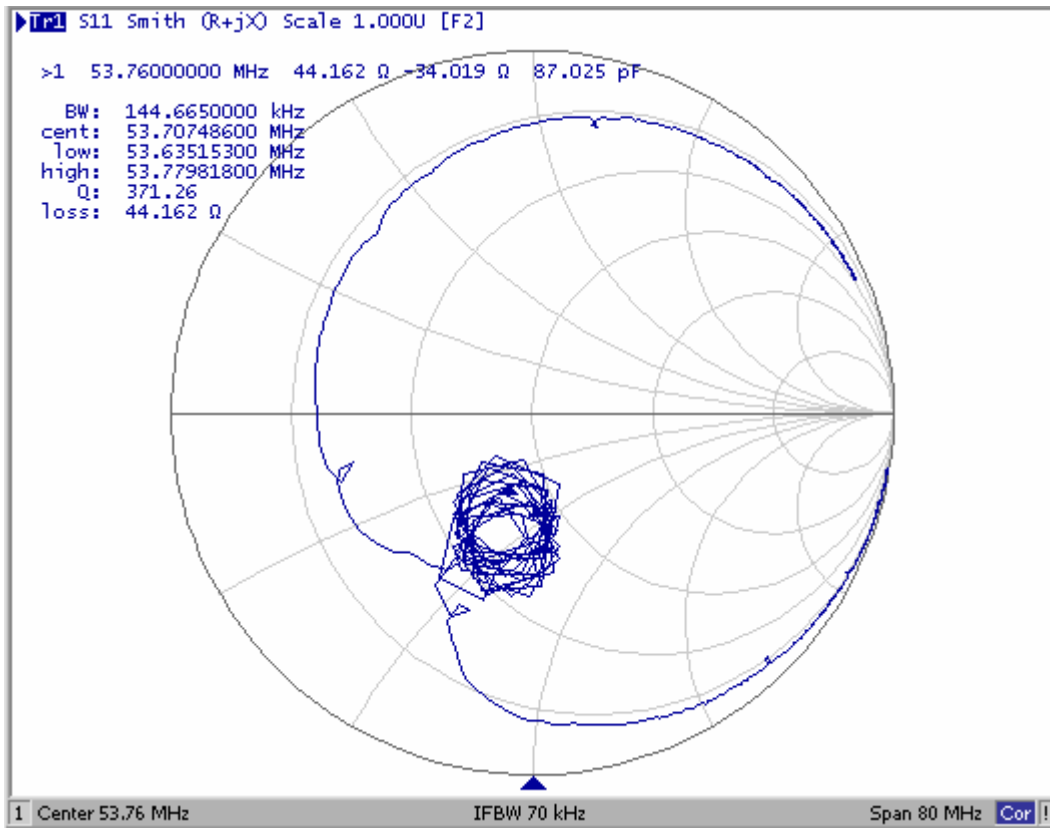 Tr1 S11 Smith (R+jX) Scale 1.000U [F2]
>1 53.76000000 MHz 44.162 Ω -34.019 Ω 87.025 pF
BW: 144.6650000 kHz
cent: 53.70748600 MHz
low: 53.63515300 MHz
high: 53.77981800 MHz
Q: 371.26
loss: 44.162 Ω
1 Center 53.76 MHz IFBW 70 kHz Span 80 MHz Cor !